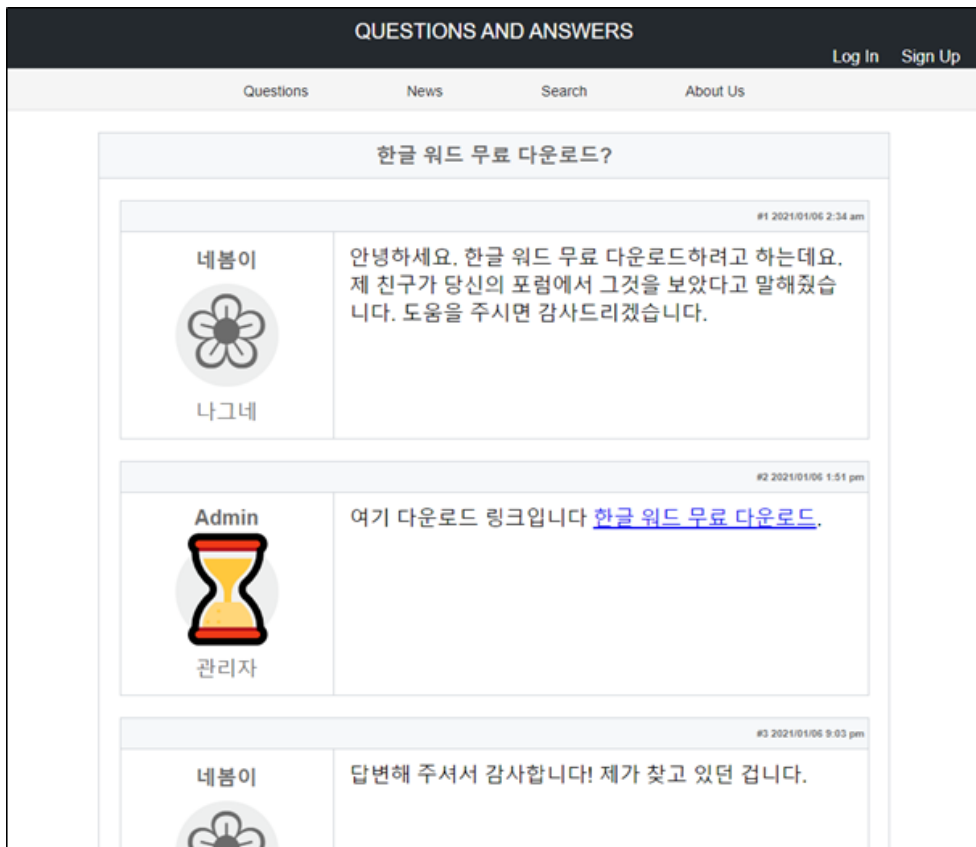 QUESTIONS AND ANSWERS
Log In Sign Up
Questions News Search About Us
한글 워드 무료 다운로드?
#1 2021/01/06 2:34 am
네봄이
안녕하세요. 한글 워드 무료 다운로드하려고 하는데요.
제 친구가 당신의 포럼에서 그것을 보았다고 말해줬습
니다. 도움을 주시면 감사드리겠습니다.
나그네
#2 2021/01/06 1:51 pm
Admin
여기 다운로드 링크입니다 한글 워드 무료 다운로드.
관리자
#3 2021/01/06 9:03 pm
네봄이
답변해 주셔서 감사합니다! 제가 찾고 있던 겁니다.